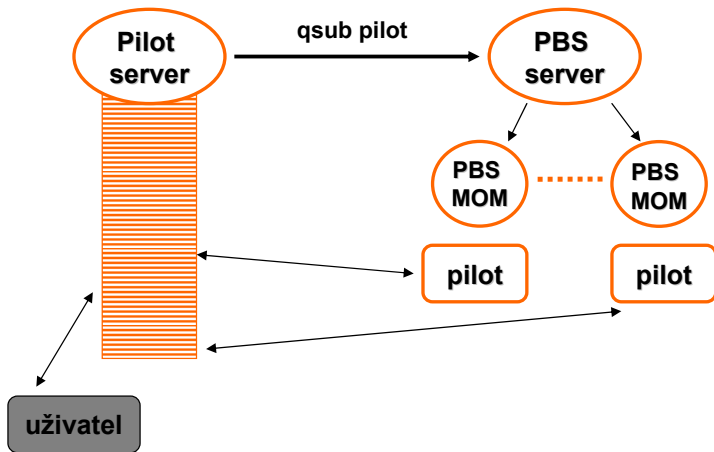 Pilot
server
qsub pilot
PBS
server
PBS
MOM
PBS
MOM
pilot
pilot
uživatel